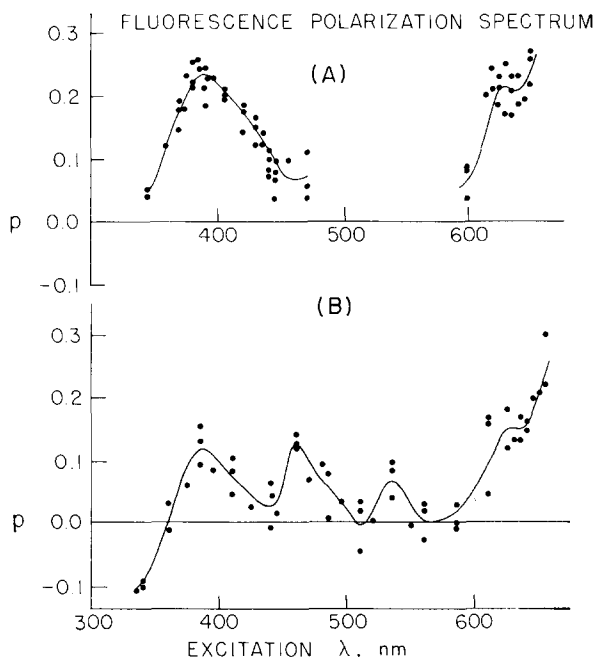 FLUORESCENCE POLARIZATION SPECTRUM
(A)
0.3
0.2
0.1
p 0.0
-0.1
400 500 600
(B)
0.3
0.2
0.1
p 0.0
-0.1
300 400 500 600
EXCITATION λ, nm